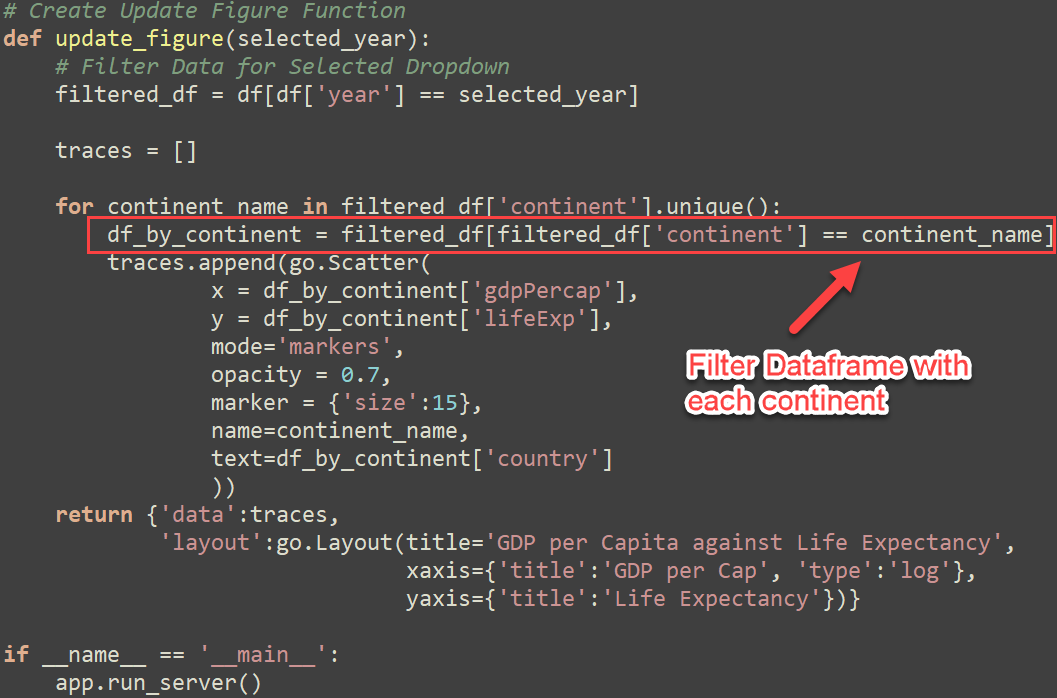 # Create Update Figure Function
def update_figure(selected_year):
    # Filter Data for Selected Dropdown
    filtered_df = df[df['year'] == selected_year]

    traces = []

    for continent_name in filtered_df['continent'].unique():
        df_by_continent = filtered_df[filtered_df['continent'] == continent_name]
        traces.append(go.Scatter(
                x = df_by_continent['gdpPercap'],
                y = df_by_continent['lifeExp'],
                mode='markers',
                opacity = 0.7,
                marker = {'size':15},
                name=continent_name,
                text=df_by_continent['country']
                ))
    return {'data':traces,
            'layout':go.Layout(title='GDP per Capita against Life Expectancy',
                               xaxis={'title':'GDP per Cap', 'type':'log'},
                               yaxis={'title':'Life Expectancy'})}

if __name__ == '__main__':
    app.run_server()
Filter Dataframe with
each continent